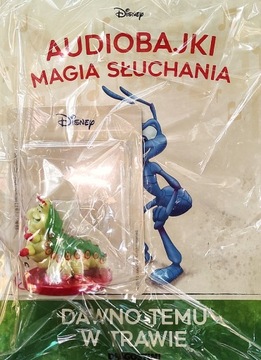 Disney
AUDIOBAJKI
MAGIA SŁUCHANIA
Disney
DAWNO TEMU
W TRAWIE